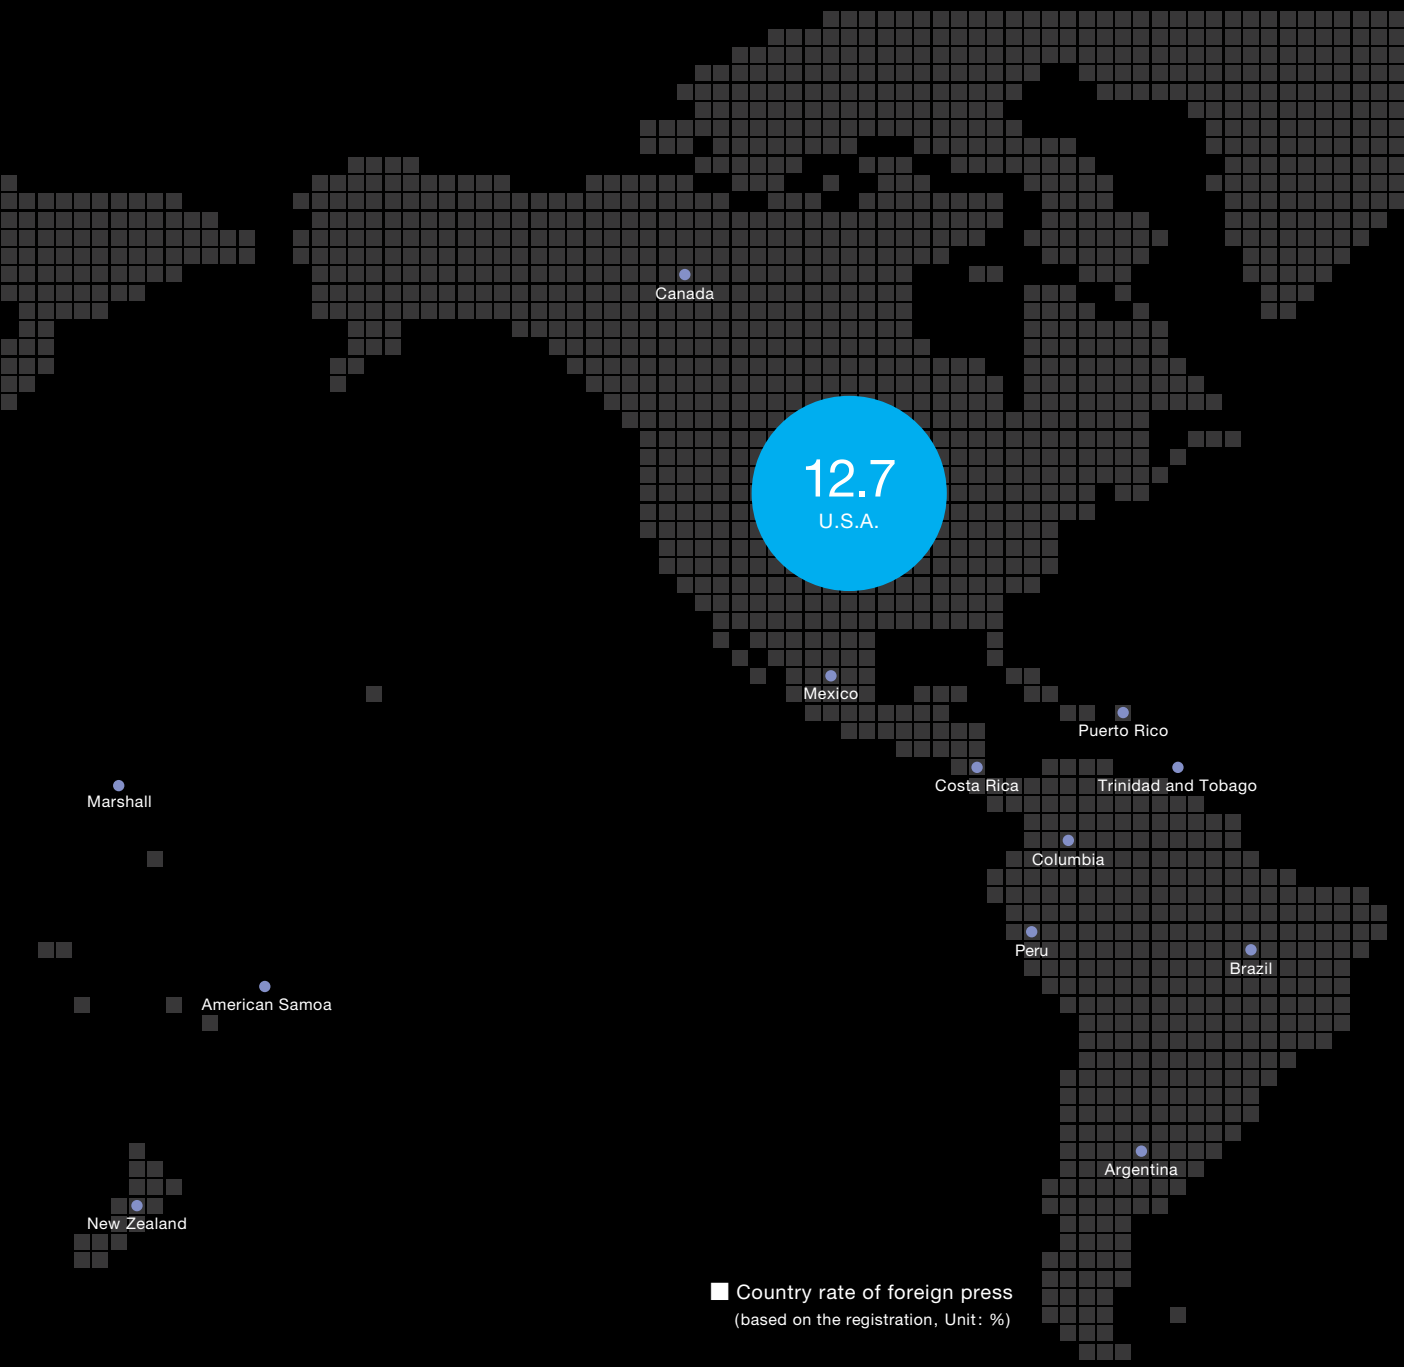 Canada
12.7
U.S.A.
Mexico
Puerto Rico
Costa Rica
Trinidad and Tobago
Marshall
Columbia
Peru
Brazil
American Samoa
Argentina
New Zealand
Country rate of foreign press
(based on the registration, Unit: %)